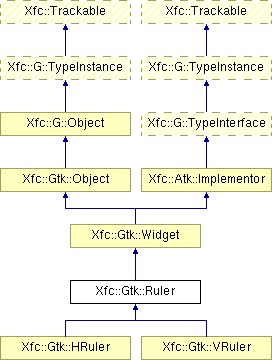 Xfc::Trackable Xfc::Trackable
Xfc::G::TypeInstance Xfc::G::TypeInstance
Xfc::G::Object Xfc::G::TypeInterface
Xfc::Gtk::Object Xfc::Atk::Implementor
Xfc::Gtk::Widget
Xfc::Gtk::Ruler
Xfc::Gtk::HRuler Xfc::Gtk::VRuler